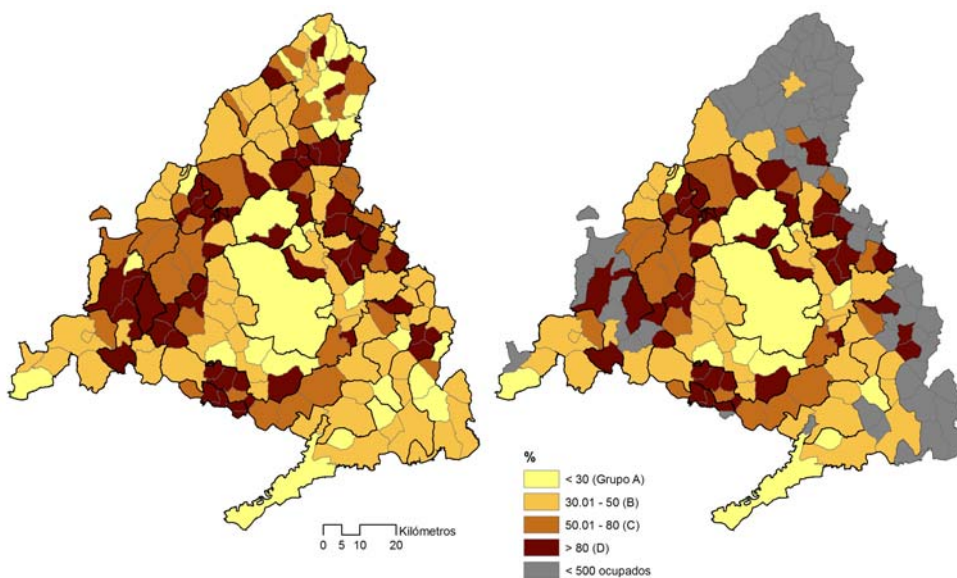 %
< 30 (Grupo A)
30.01 - 50 (B)
50.01 - 80 (C)
> 80 (D)
< 500 ocupados
Kilómetros
0 5 10 20